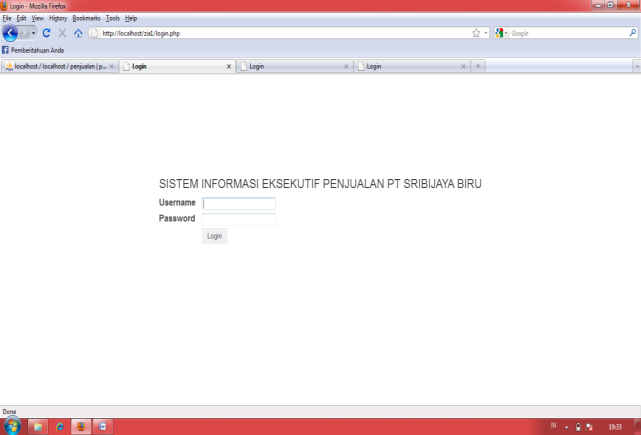 Login - Mozilla Firefox
File Edit View History Bookmarks Tools Help
http://localhost/zia1/login.php
Google
Pemberitahuan Anda
localhost / localhost / penjualan | p...
Login
Login
Login
SISTEM INFORMASI EKSEKUTIF PENJUALAN PT SRIBIJAYA BIRU
Username
Password
Login
Done
IN
19:33